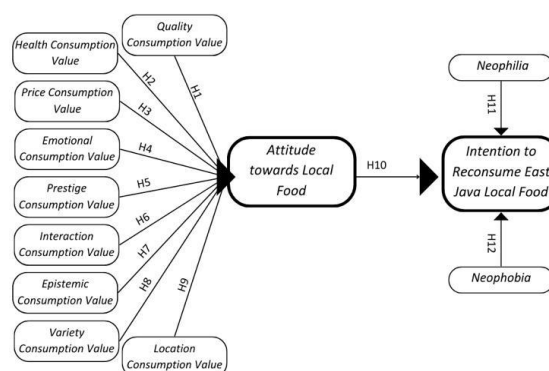 Quality
Consumption Value
Health Consumption
Value
Price Consumption
Value
Emotional
Consumption Value
Prestige
Consumption Value
Interaction
Consumption Value
Epistemic
Consumption Value
Variety
Consumption Value
Location
Consumption Value
H1
H2
H3
H4
H5
H6
H7
H8
H9
Attitude
towards Local
Food
H10
Neophilia
H11
Intention to
Reconsume East
Java Local Food
H12
Neophobia